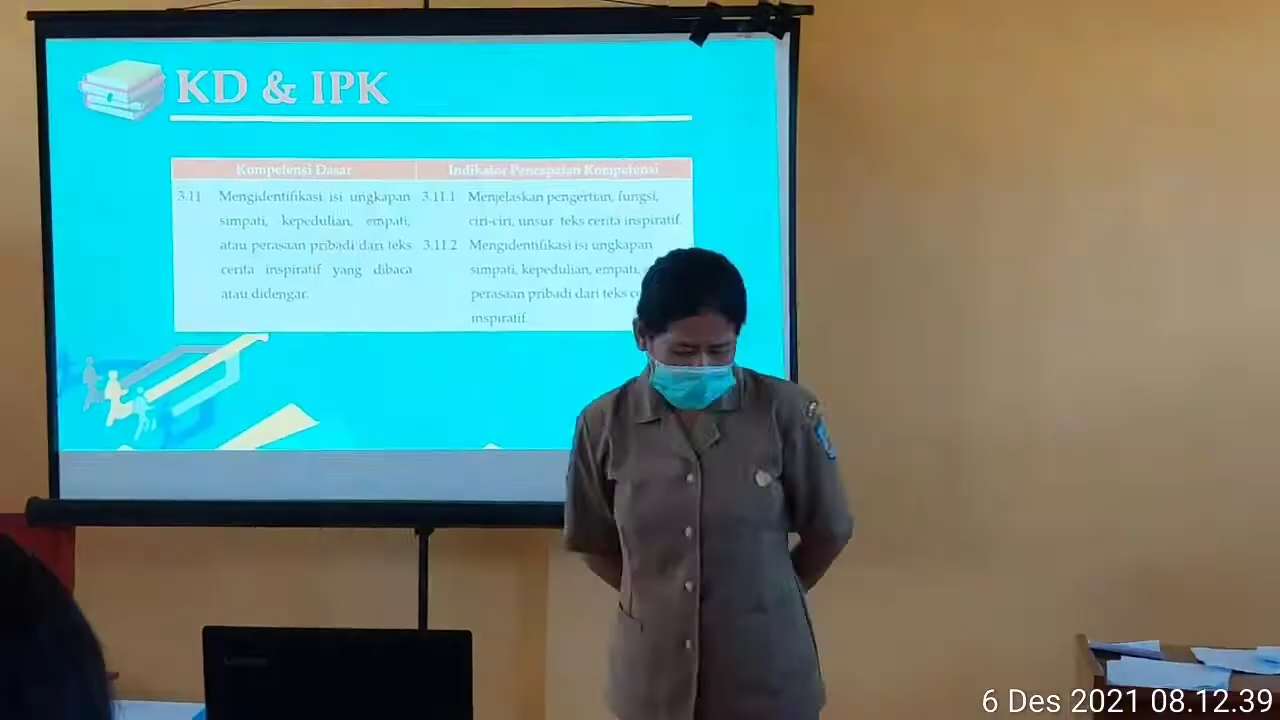 KD & IPK
Kompetensi Dasar
Indikator Pencapaian Kompetensi
3.11 Mengidentifikasi isi ungkapan
simpati, kepedulian, empati,
atau perasaan pribadi dari teks
cerita inspiratif yang dibaca
atau didengar.
3.11.1 Menjelaskan pengertian, fungsi,
ciri-ciri, unsur teks cerita inspiratif.
3.11.2 Mengidentifikasi isi ungkapan
simpati, kepedulian, empati,
perasaan pribadi dari teks
inspiratif.
Lenovo
6 Des 2021 08.12.39